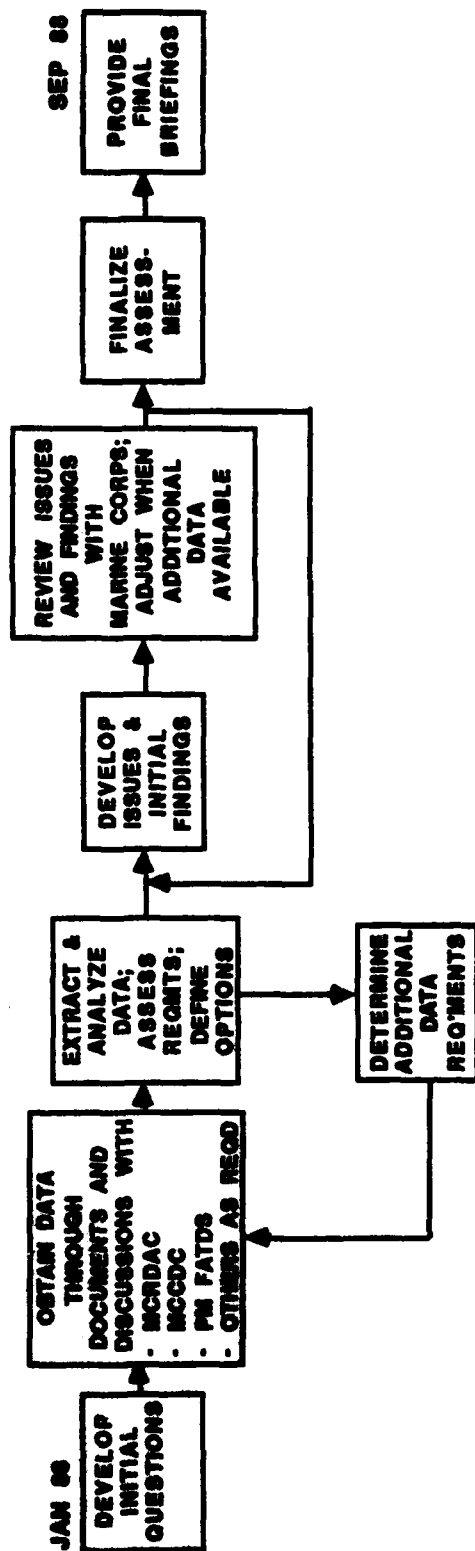 JAN 88
DEVELOP
INITIAL
QUESTIONS
OBTAIN DATA
THROUGH
DOCUMENTS AND
DISCUSSIONS WITH
- MCRDAC
- MCCDC
- PM FATDS
- OTHERS AS REQD
EXTRACT &
ANALYZE
DATA;
ASSESS
REQMTS;
DEFINE
OPTIONS
DETERMINE
ADDITIONAL
DATA
REQ'MENTS
DEVELOP
ISSUES &
INITIAL
FINDINGS
REVIEW ISSUES
AND FINDINGS
WITH
MARINE CORPS;
ADJUST WHEN
ADDITIONAL
DATA
AVAILABLE
FINALIZE
ASSESS-
MENT
SEP 88
PROVIDE
FINAL
BRIEFINGS